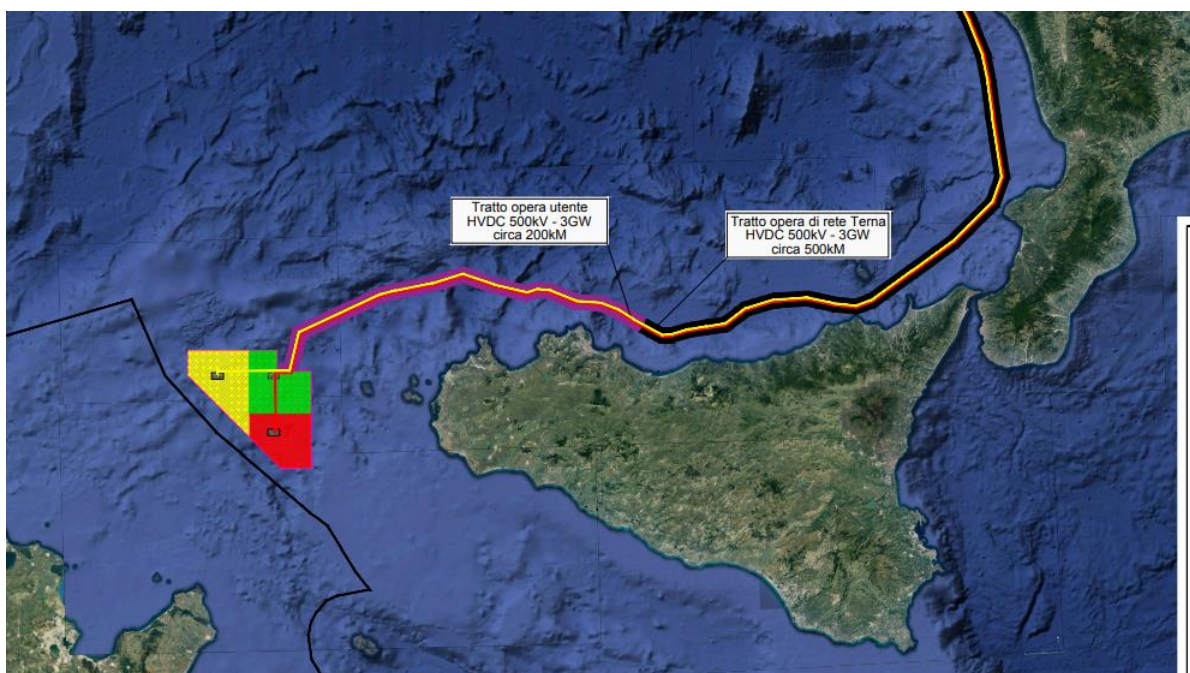 Tratto opera utente
HVDC 500kV - 3GW
circa 200kM
Tratto opera di rete Terna
HVDC 500kV - 3GW
circa 500kM